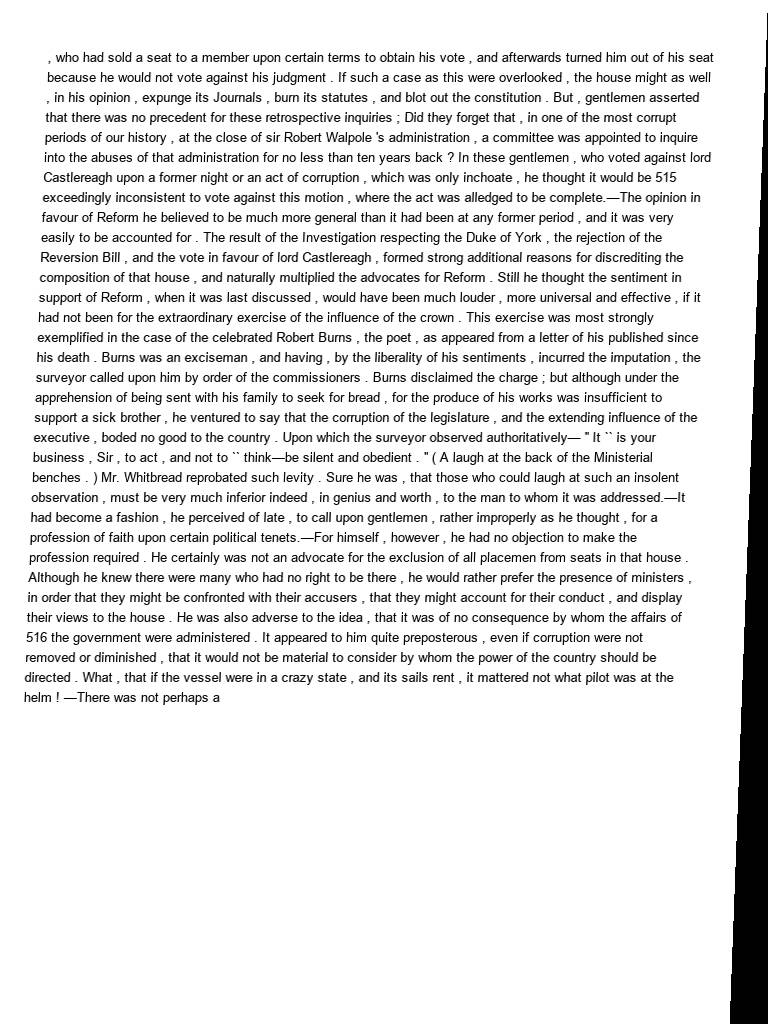 , who had sold a seat to a member upon certain terms to obtain his vote , and afterwards turned him out of his seat
because he would not vote against his judgment . If such a case as this were overlooked , the house might as well
, in his opinion , expunge its Journals , burn its statutes , and blot out the constitution . But , gentlemen asserted
that there was no precedent for these retrospective inquiries ; Did they forget that , in one of the most corrupt
periods of our history , at the close of sir Robert Walpole 's administration , a committee was appointed to inquire
into the abuses of that administration for no less than ten years back ? In these gentlemen , who voted against lord
Castlereagh upon a former night or an act of corruption , which was only inchoate , he thought it would be 515
exceedingly inconsistent to vote against this motion , where the act was alledged to be complete.—The opinion in
favour of Reform he believed to be much more general than it had been at any former period , and it was very
easily to be accounted for . The result of the Investigation respecting the Duke of York , the rejection of the
Reversion Bill , and the vote in favour of lord Castlereagh , formed strong additional reasons for discrediting the
composition of that house , and naturally multiplied the advocates for Reform . Still he thought the sentiment in
support of Reform , when it was last discussed , would have been much louder , more universal and effective , if it
had not been for the extraordinary exercise of the influence of the crown . This exercise was most strongly
exemplified in the case of the celebrated Robert Burns , the poet , as appeared from a letter of his published since
his death . Burns was an exciseman , and having , by the liberality of his sentiments , incurred the imputation , the
surveyor called upon him by order of the commissioners . Burns disclaimed the charge ; but although under the
apprehension of being sent with his family to seek for bread , for the produce of his works was insufficient to
support a sick brother , he ventured to say that the corruption of the legislature , and the extending influence of the
executive , boded no good to the country . Upon which the surveyor observed authoritatively— " It `` is your
business , Sir , to act , and not to `` think—be silent and obedient . " ( A laugh at the back of the Ministerial
benches . ) Mr. Whitbread reprobated such levity . Sure he was , that those who could laugh at such an insolent
observation , must be very much inferior indeed , in genius and worth , to the man to whom it was addressed.—It
had become a fashion , he perceived of late , to call upon gentlemen , rather improperly as he thought , for a
profession of faith upon certain political tenets.—For himself , however , he had no objection to make the
profession required . He certainly was not an advocate for the exclusion of all placemen from seats in that house .
Although he knew there were many who had no right to be there , he would rather prefer the presence of ministers ,
in order that they might be confronted with their accusers , that they might account for their conduct , and display
their views to the house . He was also adverse to the idea , that it was of no consequence by whom the affairs of
516 the government were administered . It appeared to him quite preposterous , even if corruption were not
removed or diminished , that it would not be material to consider by whom the power of the country should be
directed . What , that if the vessel were in a crazy state , and its sails rent , it mattered not what pilot was at the
helm ! —There was not perhaps a